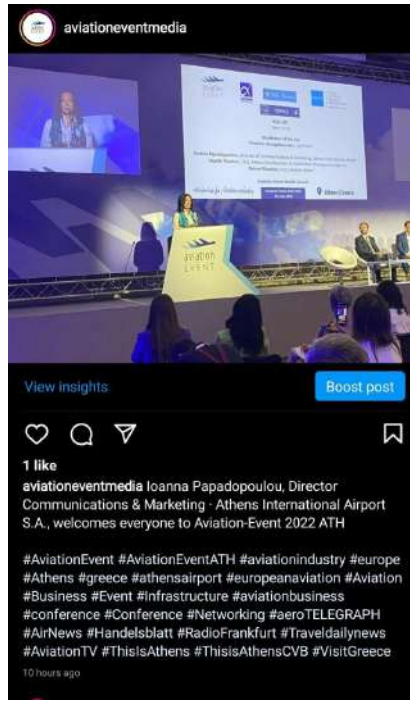 aviationeventmedia
aviation
EVENT
View insights
Boost post
1 like
aviationeventmedia Ioanna Papadopoulou, Director
Communications & Marketing · Athens International Airport
S.A., welcomes everyone to Aviation-Event 2022 ATH
#AviationEvent #AviationEventATH #aviationindustry #europe
#Athens #greece #athensairport #europeanaviation #Aviation
#Business #Event #Infrastructure #aviationbusiness
#conference #Conference #Networking #aeroTELEGRAPH
#AirNews #Handelsblatt #RadioFrankfurt #Traveldailynews
#AviationTV #ThisIsAthens #ThisisAthensCVB #VisitGreece
10 hours ago